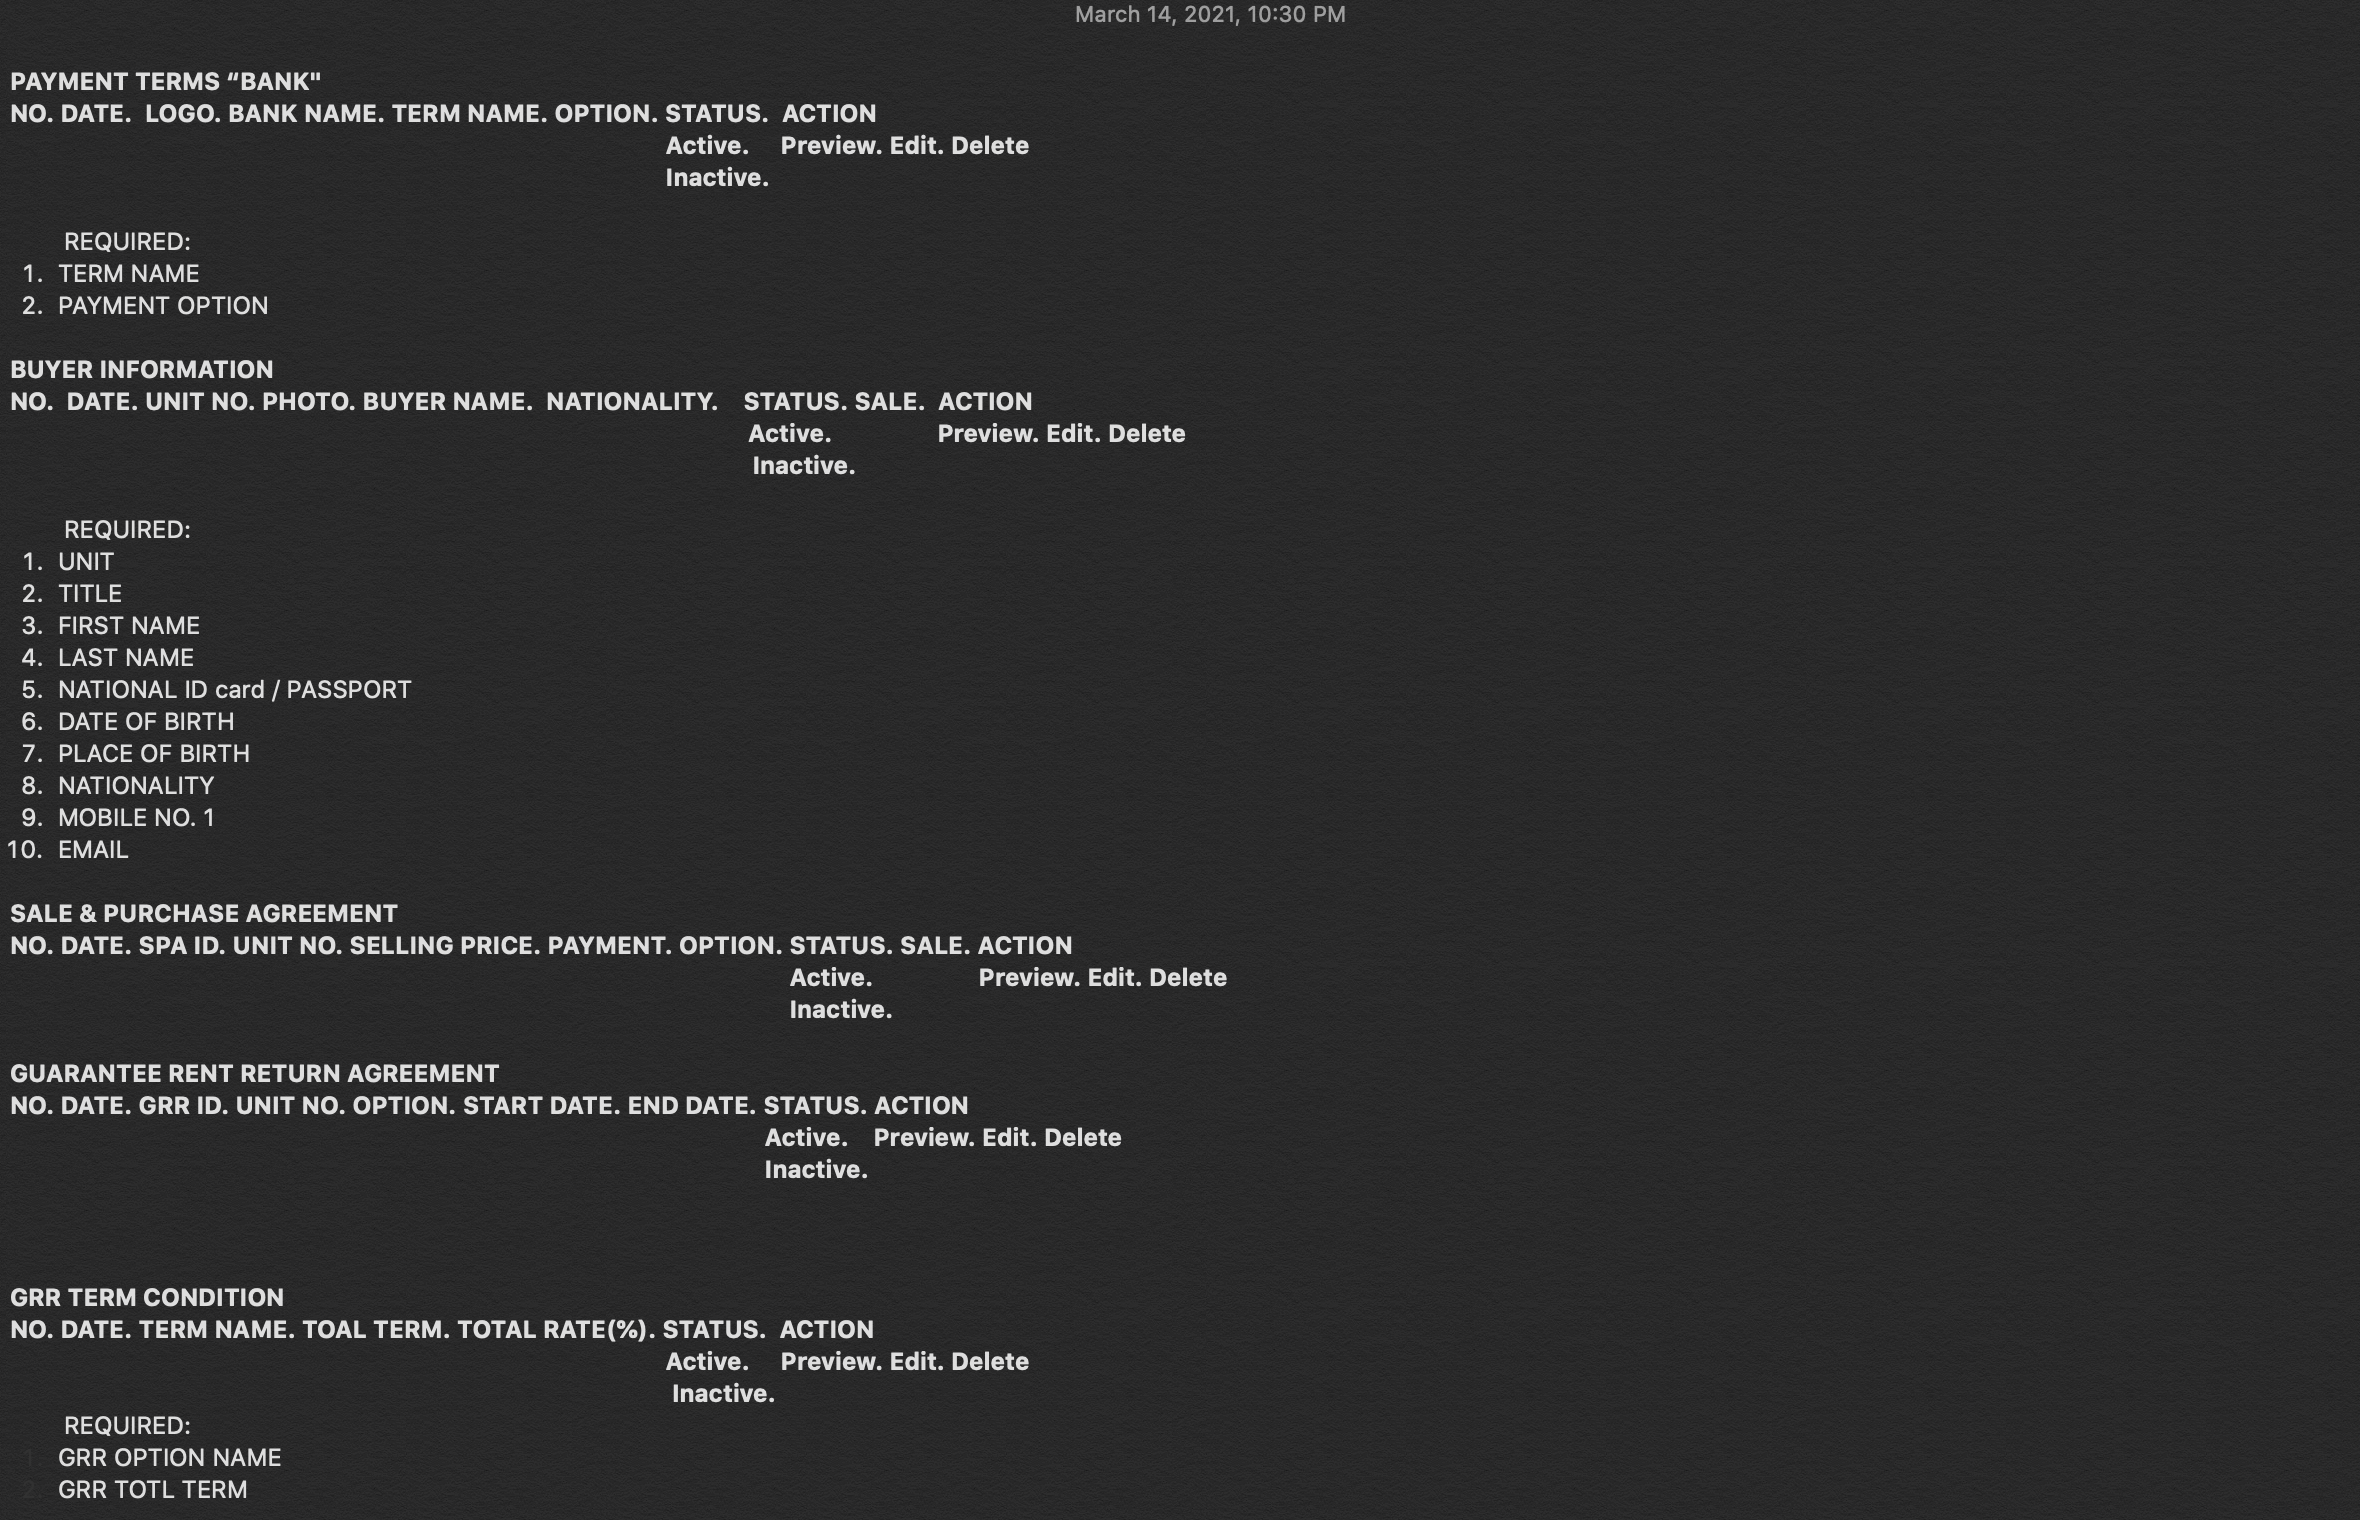 March 14, 2021, 10:30 PM
PAYMENT TERMS “BANK"
NO. DATE. LOGO. BANK NAME. TERM NAME. OPTION. STATUS. ACTION
Active. Preview. Edit. Delete
Inactive.
REQUIRED:
1. TERM NAME
2. PAYMENT OPTION
BUYER INFORMATION
NO. DATE. UNIT NO. PHOTO. BUYER NAME. NATIONALITY. STATUS. SALE. ACTION
Active. Preview. Edit. Delete
Inactive.
REQUIRED:
1. UNIT
2. TITLE
3. FIRST NAME
4. LAST NAME
5. NATIONAL ID card / PASSPORT
6. DATE OF BIRTH
7. PLACE OF BIRTH
8. NATIONALITY
9. MOBILE NO. 1
10. EMAIL
SALE & PURCHASE AGREEMENT
NO. DATE. SPA ID. UNIT NO. SELLING PRICE. PAYMENT. OPTION. STATUS. SALE. ACTION
Active. Preview. Edit. Delete
Inactive.
GUARANTEE RENT RETURN AGREEMENT
NO. DATE. GRR ID. UNIT NO. OPTION. START DATE. END DATE. STATUS. ACTION
Active. Preview. Edit. Delete
Inactive.
GRR TERM CONDITION
NO. DATE. TERM NAME. TOAL TERM. TOTAL RATE(%). STATUS. ACTION
Active. Preview. Edit. Delete
Inactive.
REQUIRED:
1. GRR OPTION NAME
2. GRR TOTL TERM